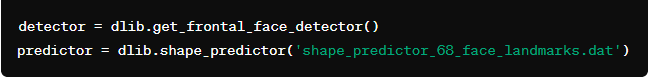 detector = dlib.get_frontal_face_detector()
predictor = dlib.shape_predictor('shape_predictor_68_face_landmarks.dat')